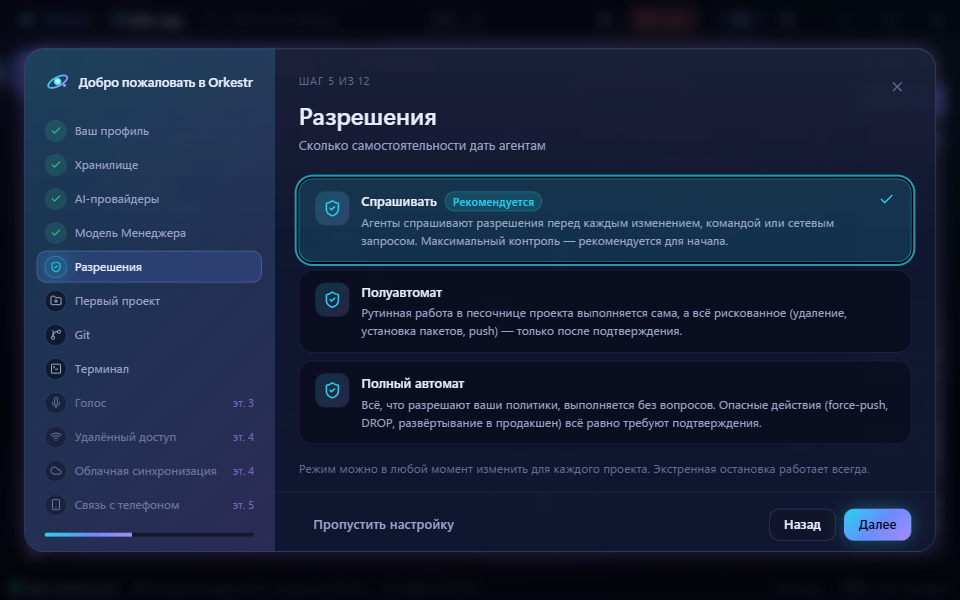 Добро пожаловать в Orkestr
Ваш профиль
Хранилище
AI-провайдеры
Модель Менеджера
Разрешения
Первый проект
Git
Терминал
Голос эт. 3
Удалённый доступ эт. 4
Облачная синхронизация эт. 4
Связь с телефоном эт. 5
ШАГ 5 ИЗ 12
Разрешения
Сколько самостоятельности дать агентам
Спрашивать Рекомендуется
Агенты спрашивают разрешения перед каждым изменением, командой или сетевым
запросом. Максимальный контроль — рекомендуется для начала.
Полуавтомат
Рутинная работа в песочнице проекта выполняется сама, а всё рискованное (удаление,
установка пакетов, push) — только после подтверждения.
Полный автомат
Всё, что разрешают ваши политики, выполняется без вопросов. Опасные действия (force-push,
DROP, развёртывание в продакшен) всё равно требуют подтверждения.
Режим можно в любой момент изменить для каждого проекта. Экстренная остановка работает всегда.
Пропустить настройку
Назад
Далее